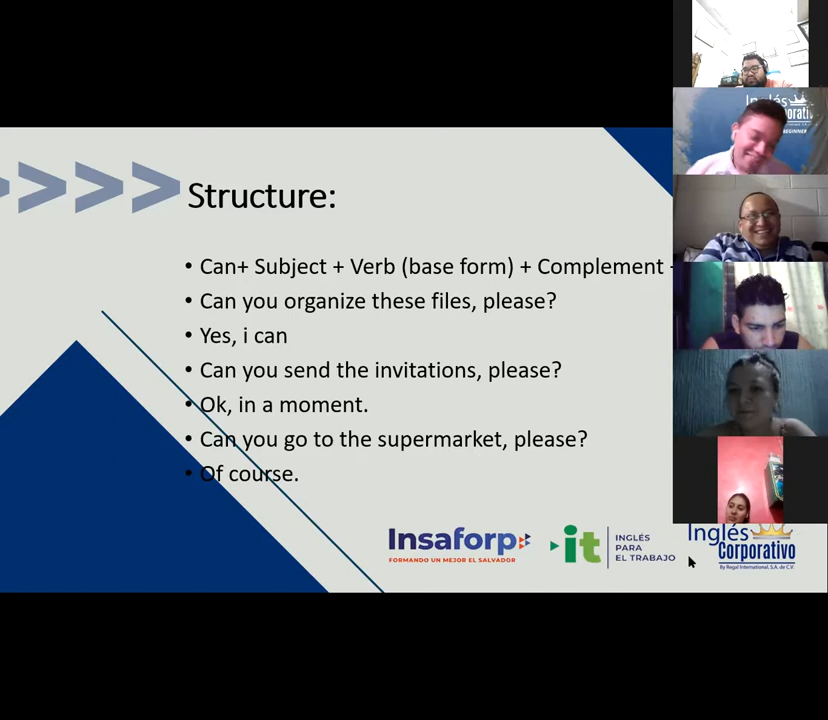 Structure:
• Can+ Subject + Verb (base form) + Complement
• Can you organize these files, please?
• Yes, i can
• Can you send the invitations, please?
• Ok, in a moment.
• Can you go to the supermarket, please?
• Of course.
Insaforp
FORMANDO UN MEJOR EL SALVADOR
it
INGLÉS
PARA
EL TRABAJO
Inglés
Corporativo
By Regal International, S.A. de C.V.